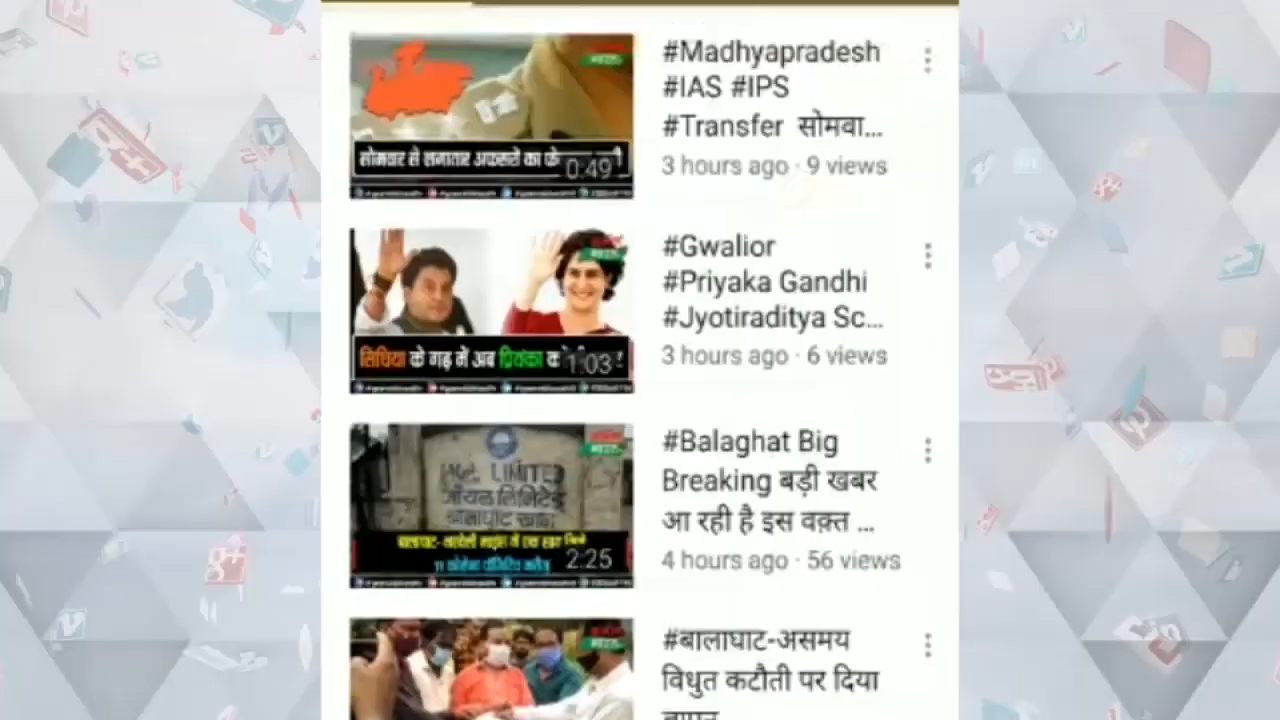 #Madhyapradesh
#IAS #IPS
#Transfer सोमवा...
3 hours ago · 9 views
सोमवार से लगातार अफसरों का
0:49
#Gwalior
#Priyaka Gandhi
#Jyotiraditya Sc...
3 hours ago · 6 views
सिंधिया के गढ़ में अब प्रियंका
1:03
#Balaghat Big
Breaking बड़ी खबर
आ रही है इस वक़्त ...
4 hours ago · 56 views
LIMITED
लिमिटेड
बालाघाट-
11 कोरोना पॉजिटिव मरीज
2:25
#बालाघाट-असमय
विधुत कटौती पर दिया